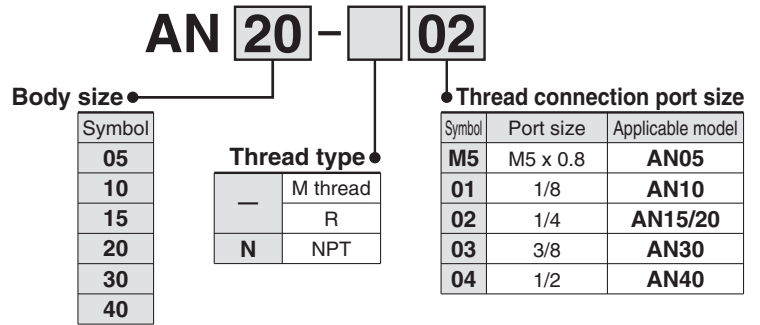 AN 20 - 02
Body size
Symbol
05
10
15
20
30
40
Thread type
— M thread
R
N NPT
Thread connection port size
Symbol Port size Applicable model
M5 M5 x 0.8 AN05
01 1/8 AN10
02 1/4 AN15/20
03 3/8 AN30
04 1/2 AN40